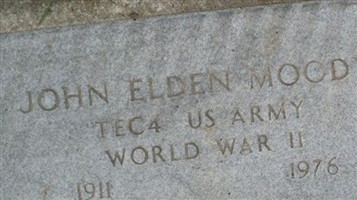 JOHN ELDEN MOOD
TEC4 US ARMY
WORLD WAR II
1911 1976